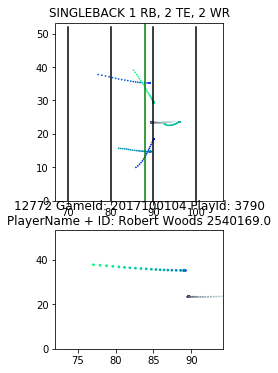 SINGLEBACK 1 RB, 2 TE, 2 WR
50
40
30
20
10
0
70 80 90 100
12772 GameId: 2017100104 PlayId: 3790
PlayerName + ID: Robert Woods 2540169.0
40
20
0
75 80 85 90